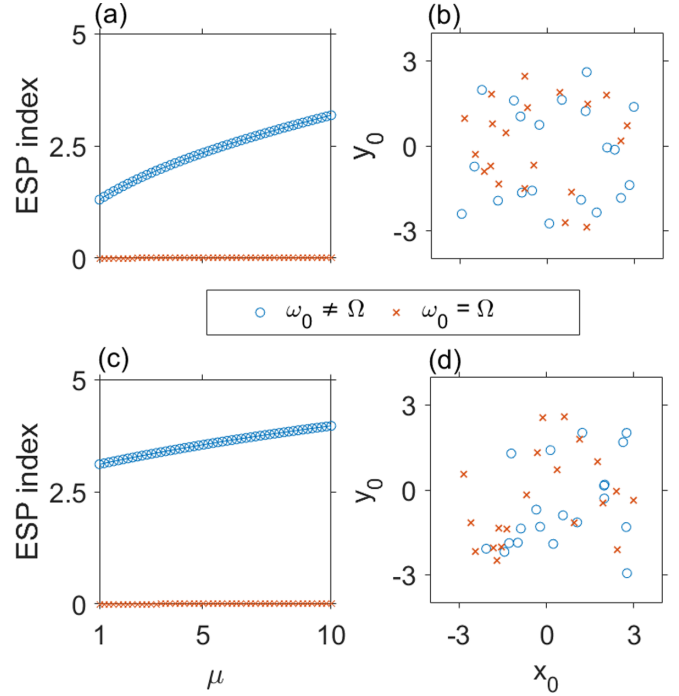 (a)
(b)
5
2.5
0
ESP index
3
0
-3
y₀
ω₀ ≠ Ω
ω₀ = Ω
(c)
(d)
5
2.5
0
ESP index
1
5
10
μ
3
0
-3
y₀
-3
0
3
x₀